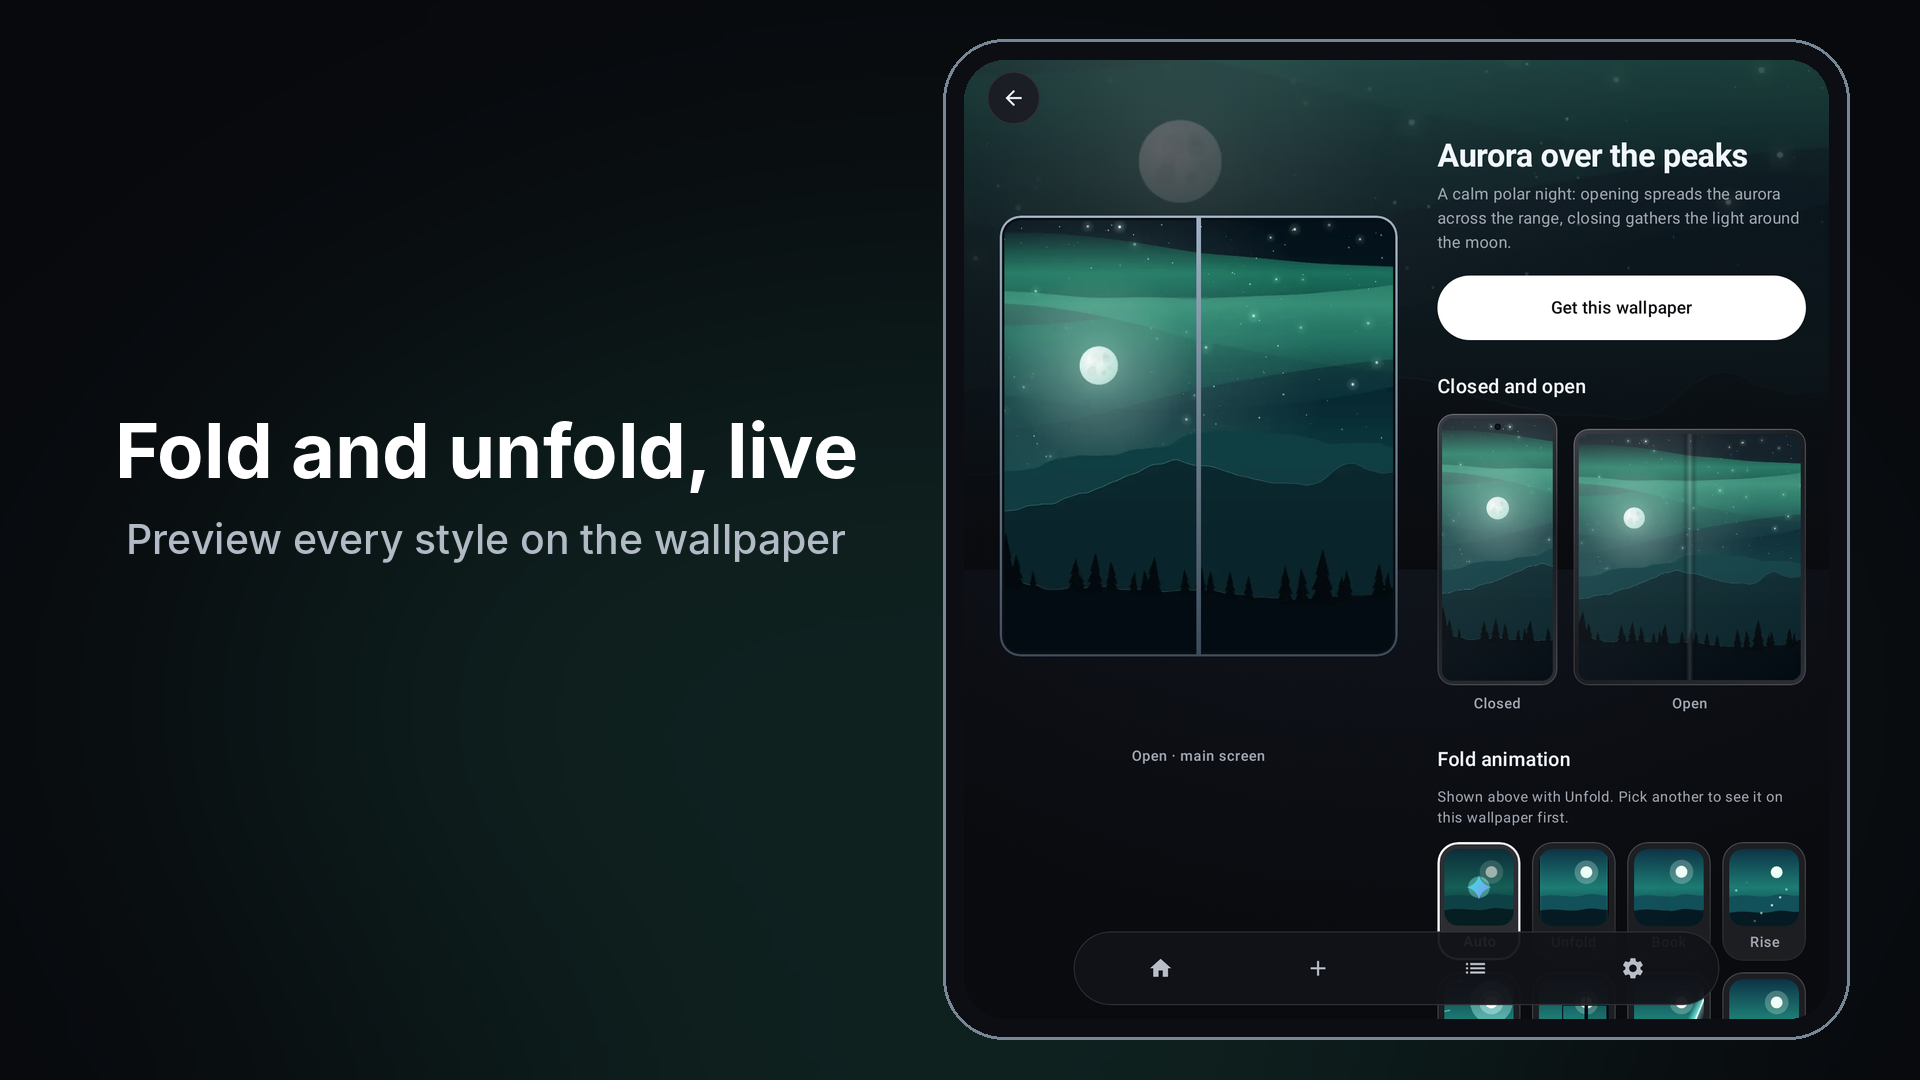 Fold and unfold, live
Preview every style on the wallpaper
Aurora over the peaks
A calm polar night: opening spreads the aurora
across the range, closing gathers the light around
the moon.
Get this wallpaper
Closed and open
Closed
Open
Open · main screen
Fold animation
Shown above with Unfold. Pick another to see it on
this wallpaper first.
Auto
Unfold
Book
Rise